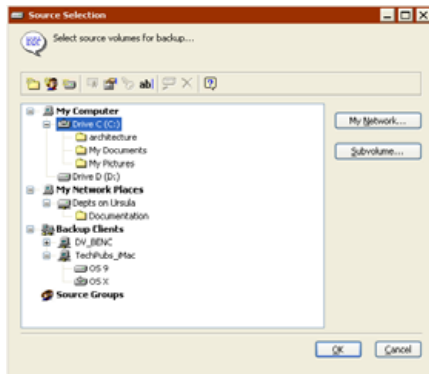 Source Selection
Select source volumes for backup...
ab|
My Computer
Drive C (C:)
architecture
My Documents
My Pictures
Drive D (D:)
My Network Places
Depts on Ursula
Documentation
Backup Clients
DV_BENC
TechPubs_iMac
OS 9
OS X
Source Groups
My Network...
Subvolume...
OK
Cancel